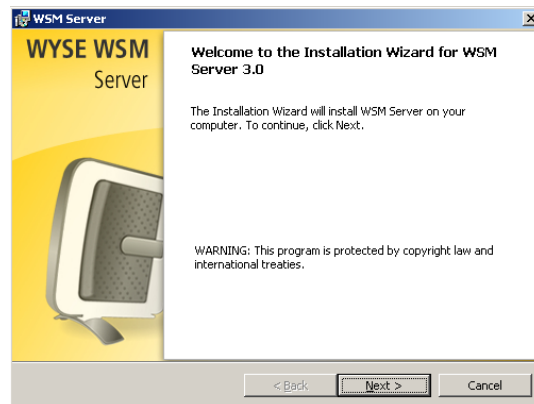 WSM Server
WYSE WSM
Server
Welcome to the Installation Wizard for WSM
Server 3.0
The Installation Wizard will install WSM Server on your
computer. To continue, click Next.
WARNING: This program is protected by copyright law and
international treaties.
< Back
Next >
Cancel